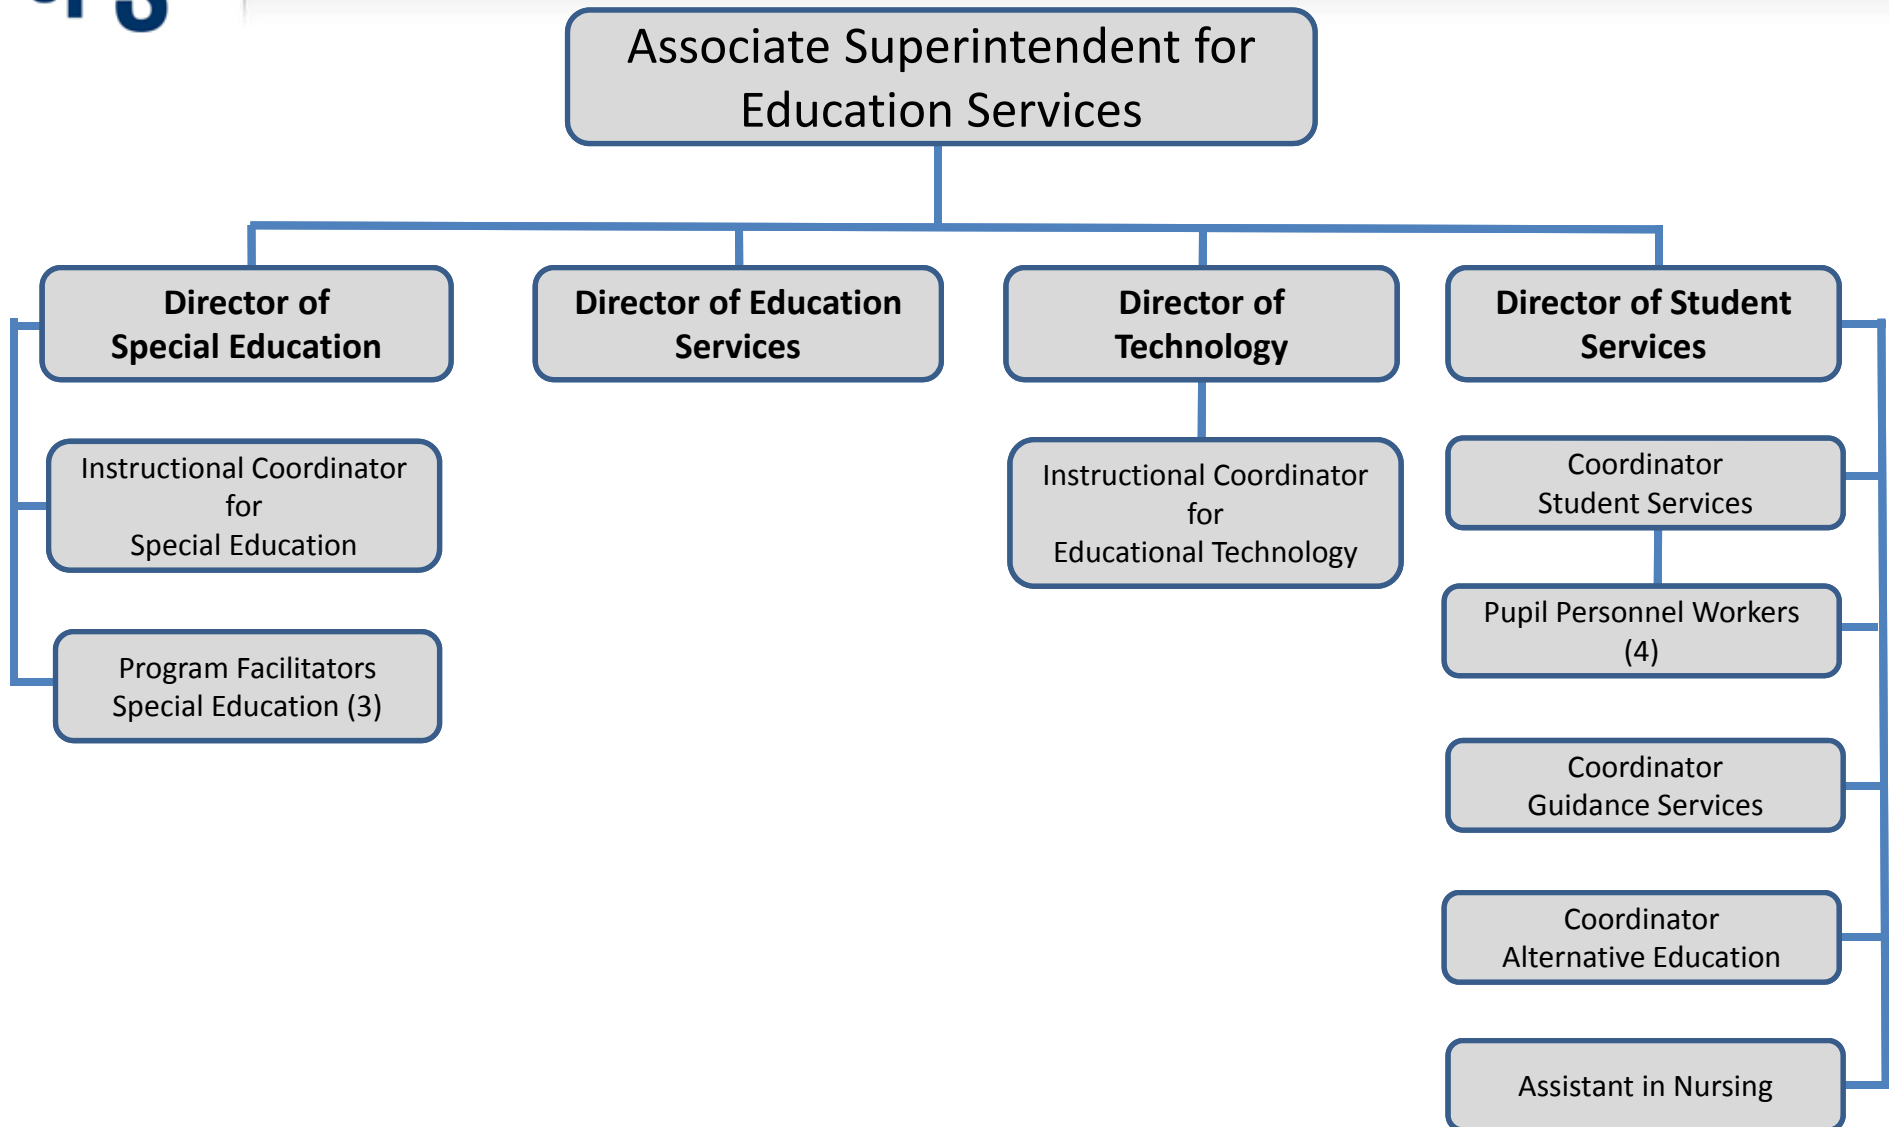 Associate Superintendent for
Education Services
Director of
Special Education
Director of Education
Services
Director of
Technology
Director of Student
Services
Instructional Coordinator
for
Special Education
Program Facilitators
Special Education (3)
Instructional Coordinator
for
Educational Technology
Coordinator
Student Services
Pupil Personnel Workers
(4)
Coordinator
Guidance Services
Coordinator
Alternative Education
Assistant in Nursing